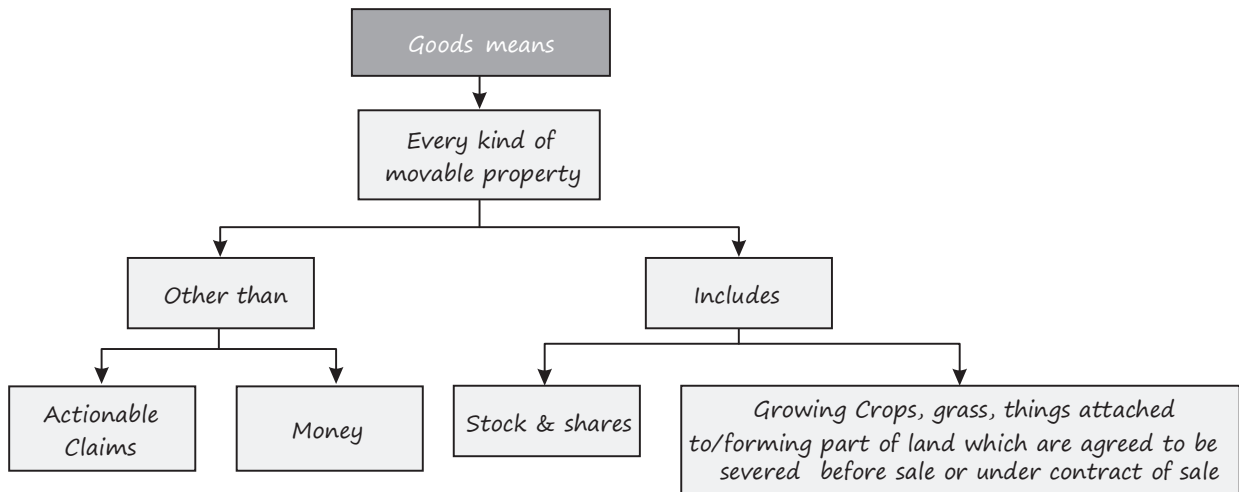 Goods means
Every kind of
movable property
Other than
Includes
Actionable
Claims
Money
Stock & shares
Growing Crops, grass, things attached
to/forming part of land which are agreed to be
severed before sale or under contract of sale